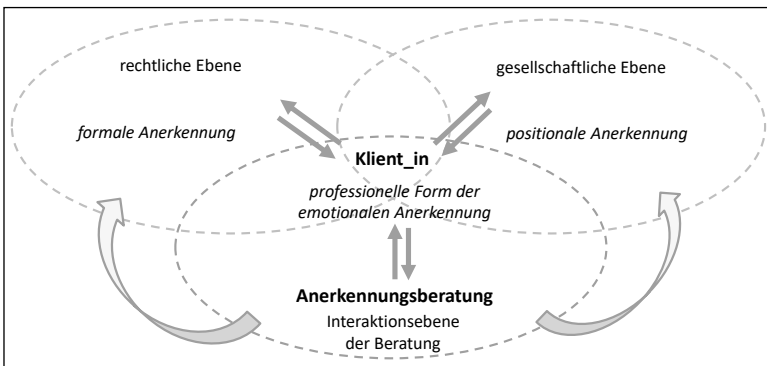 rechtliche Ebene
gesellschaftliche Ebene
formale Anerkennung
positionale Anerkennung
Klient_in
professionelle Form der
emotionalen Anerkennung
Anerkennungsberatung
Interaktionsebene
der Beratung